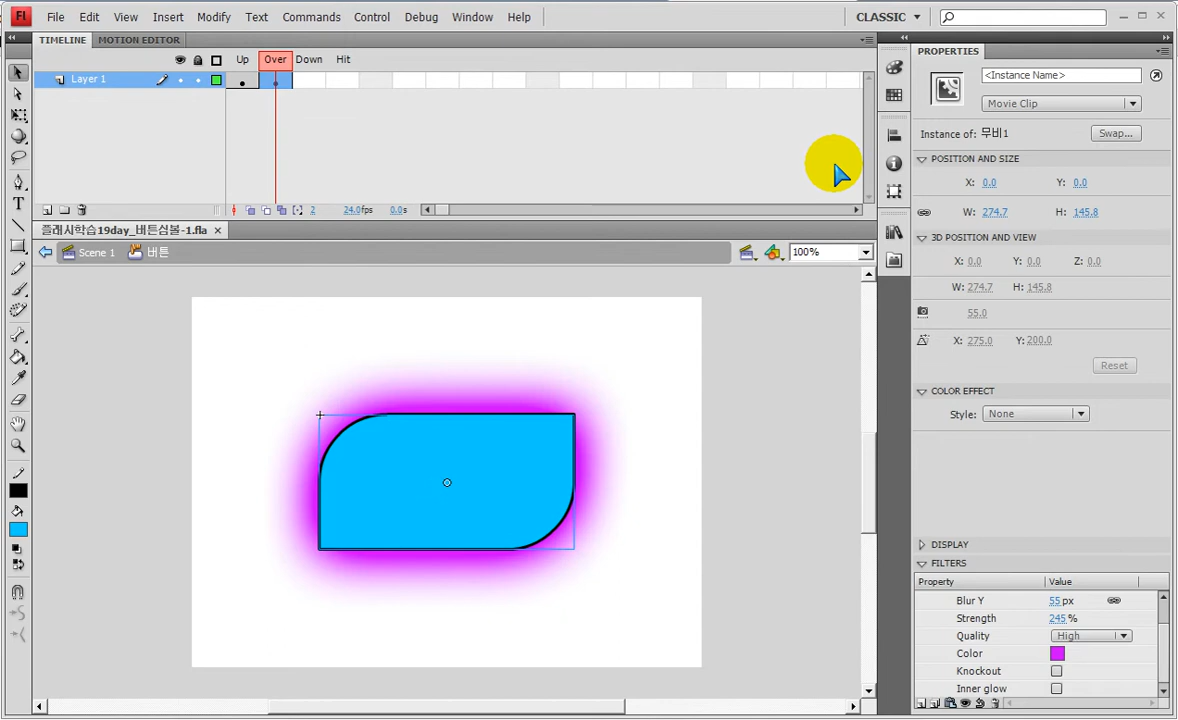 Fl File Edit View Insert Modify Text Commands Control Debug Window Help CLASSIC
TIMELINE MOTION EDITOR
Up Over Down Hit
Layer 1
2 24.0fps 0.0s
플래시학습19day_버튼심볼-1.fla ×
Scene 1 버튼 100%
PROPERTIES
<Instance Name>
Movie Clip
Instance of: 무비1 Swap...
POSITION AND SIZE
X: 0.0 Y: 0.0
W: 274.7 H: 145.8
3D POSITION AND VIEW
X: 0.0 Y: 0.0 Z: 0.0
W: 274.7 H: 145.8
55.0
X: 275.0 Y: 200.0
Reset
COLOR EFFECT
Style: None
DISPLAY
FILTERS
Property Value
Blur Y 55 px
Strength 245 %
Quality High
Color
Knockout
Inner glow